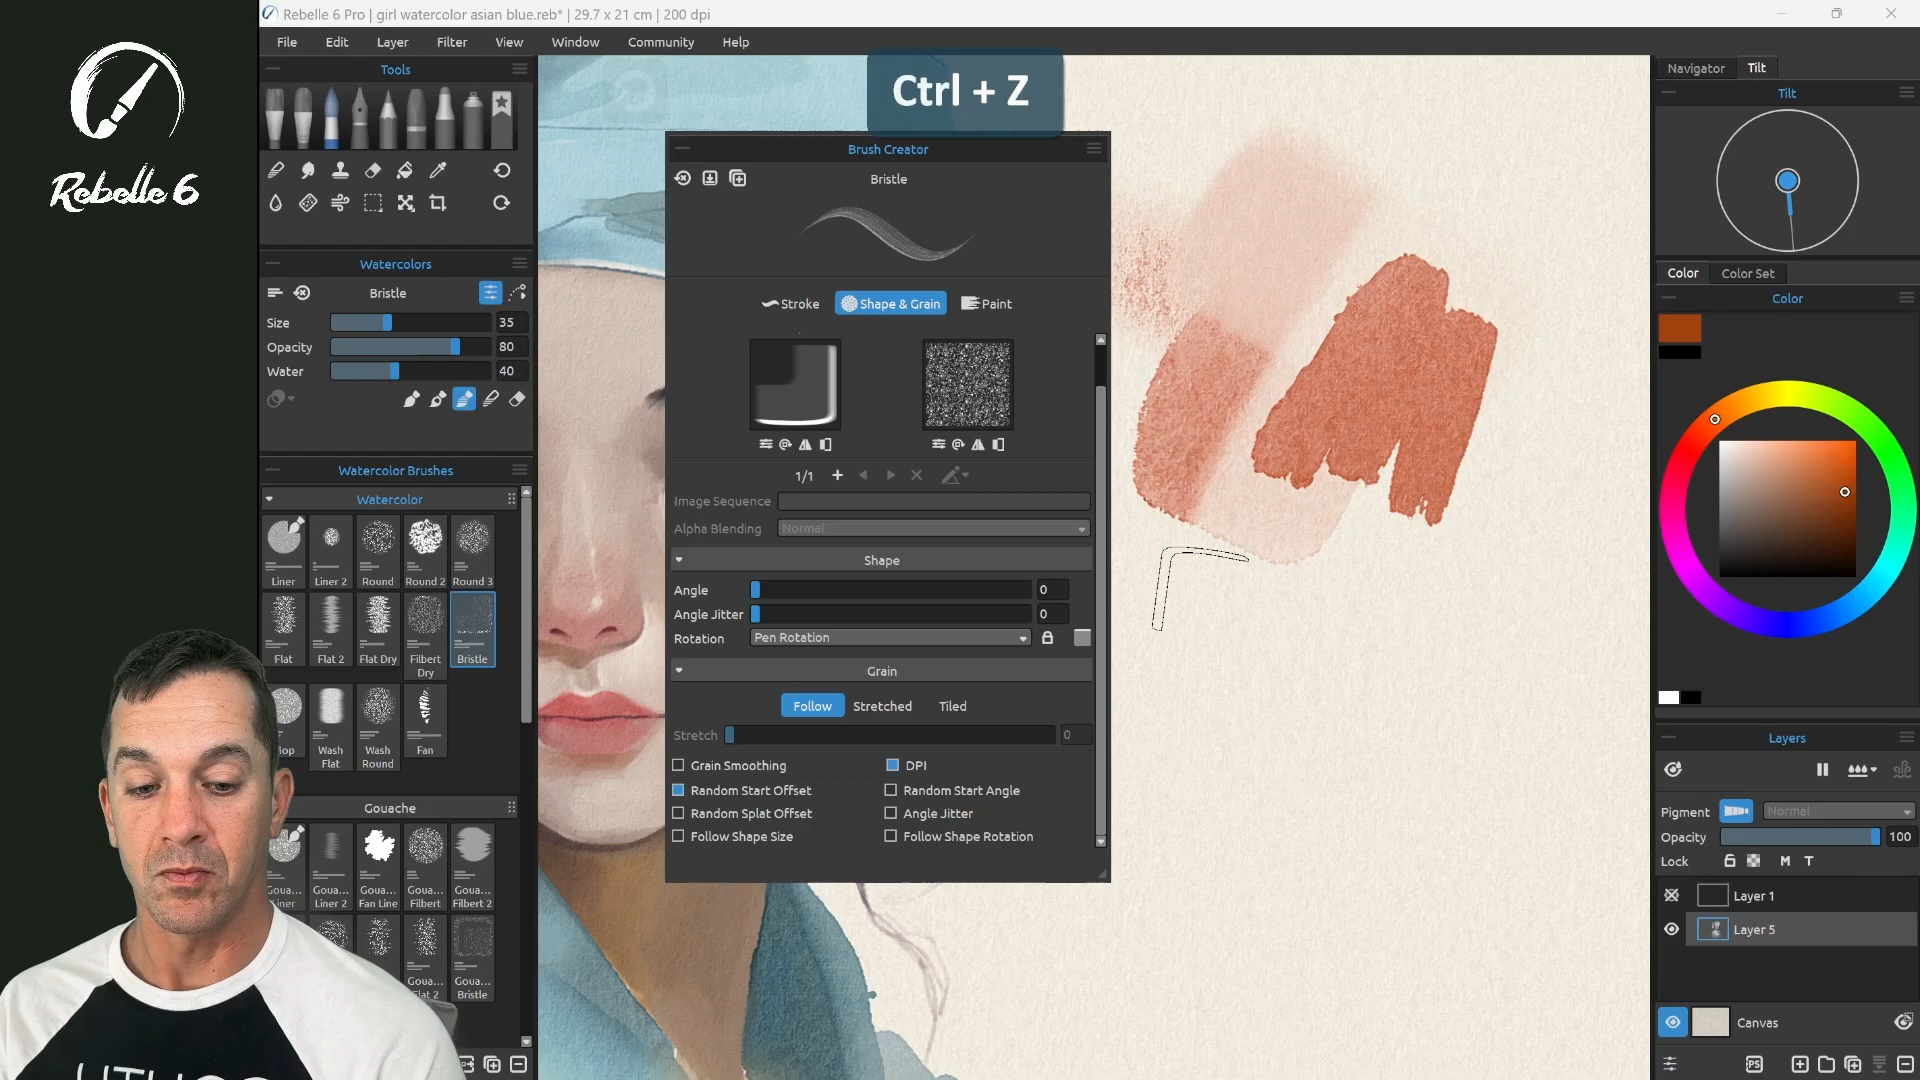 Rebelle 6 Pro | girl watercolor asian blue.reb* | 29.7 x 21 cm | 200 dpi
File Edit Layer Filter View Window Community Help
Rebelle 6
Tools
Ctrl + Z
Navigator Tilt
Tilt
Brush Creator
Bristle
Stroke Shape & Grain Paint
1/1
Image Sequence
Alpha Blending Normal
Shape
Angle 0
Angle Jitter 0
Rotation Pen Rotation
Grain
Follow Stretched Tiled
Stretch 0
Grain Smoothing DPI
Random Start Offset Random Start Angle
Random Splat Offset Angle Jitter
Follow Shape Size Follow Shape Rotation
Watercolors
Bristle
Size 35
Opacity 80
Water 40
Watercolor Brushes
Watercolor
Liner Liner 2 Round Round 2 Round 3
Flat Flat 2 Flat Dry Filbert Dry Bristle
Wash Flat Wash Round Fan
Gouache
Goua... Liner 2 Goua... Fan Line Goua... Filbert Goua... Filbert 2
Goua... Flat 2 Goua... Bristle
Color Color Set
Color
Layers
Pigment Normal
Opacity 100
Lock M T
Layer 1
Layer 5
Canvas
PS